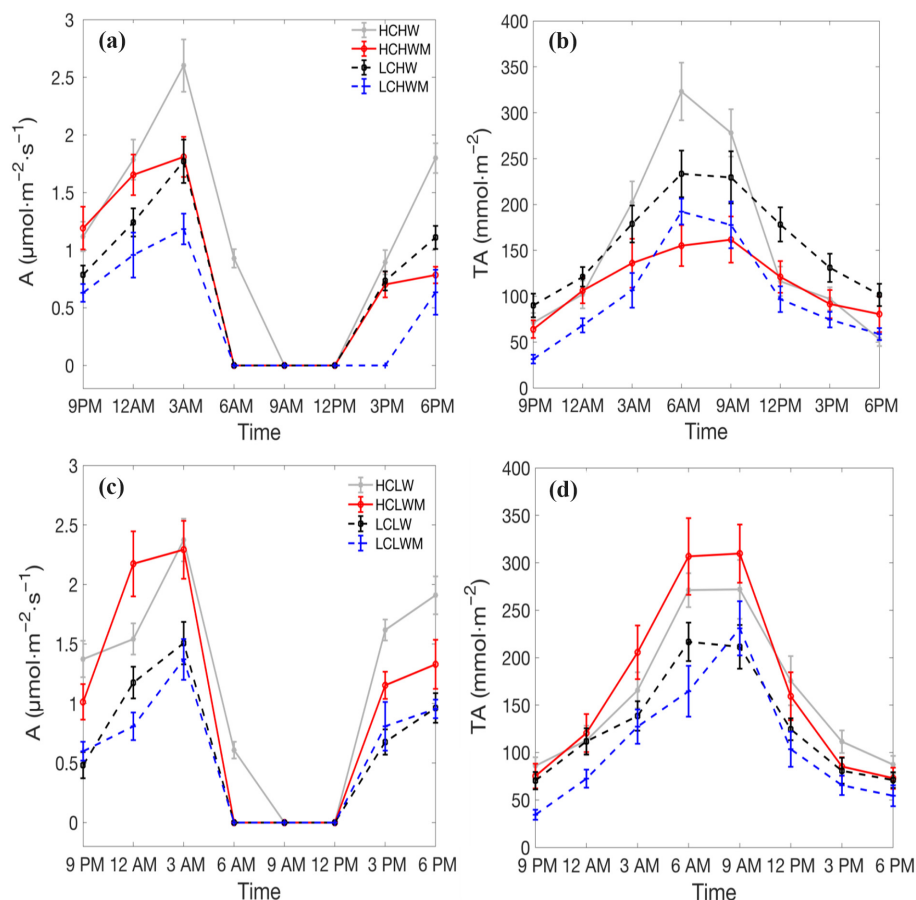 (a)
HCHW
HCHWM
LCHW
LCHWM
3
2.5
2
1.5
1
0.5
0
A (μmol·m⁻²·s⁻¹)
9PM 12AM 3AM 6AM 9AM 12PM 3PM 6PM
Time
(b)
400
350
300
250
200
150
100
50
0
TA (mmol·m⁻²)
9PM 12AM 3AM 6AM 9AM 12PM 3PM 6PM
Time
(c)
HCLW
HCLWM
LCLW
LCLWM
3
2.5
2
1.5
1
0.5
0
A (μmol·m⁻²·s⁻¹)
9 PM 12 AM 3 AM 6 AM 9 AM 12 PM 3 PM 6 PM
Time
(d)
400
350
300
250
200
150
100
50
0
TA (mmol·m⁻²)
9 PM 12 AM 3 AM 6 AM 9 AM 12 PM 3 PM 6 PM
Time